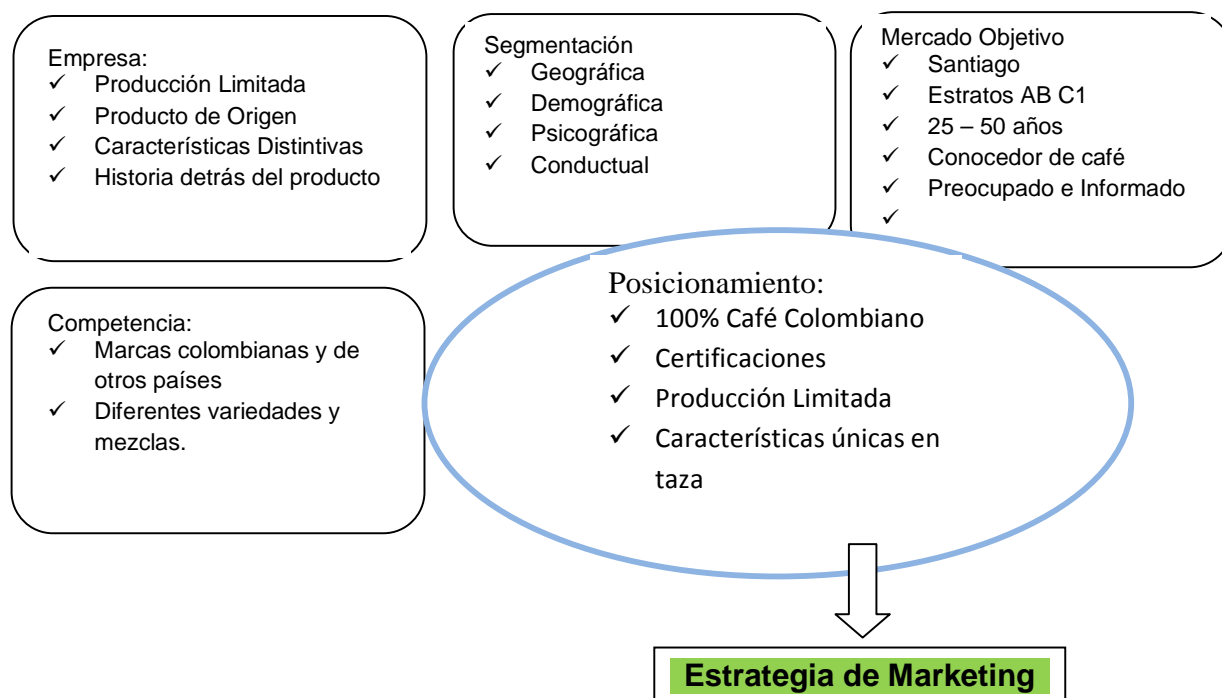 Empresa:
✓ Producción Limitada
✓ Producto de Origen
✓ Características Distintivas
✓ Historia detrás del producto
Segmentación
✓ Geográfica
✓ Demográfica
✓ Psicográfica
✓ Conductual
Mercado Objetivo
✓ Santiago
✓ Estratos AB C1
✓ 25 – 50 años
✓ Conocedor de café
✓ Preocupado e Informado
✓
Competencia:
✓ Marcas colombianas y de
otros países
✓ Diferentes variedades y
mezclas.
Posicionamiento:
✓ 100% Café Colombiano
✓ Certificaciones
✓ Producción Limitada
✓ Características únicas en
taza
Estrategia de Marketing